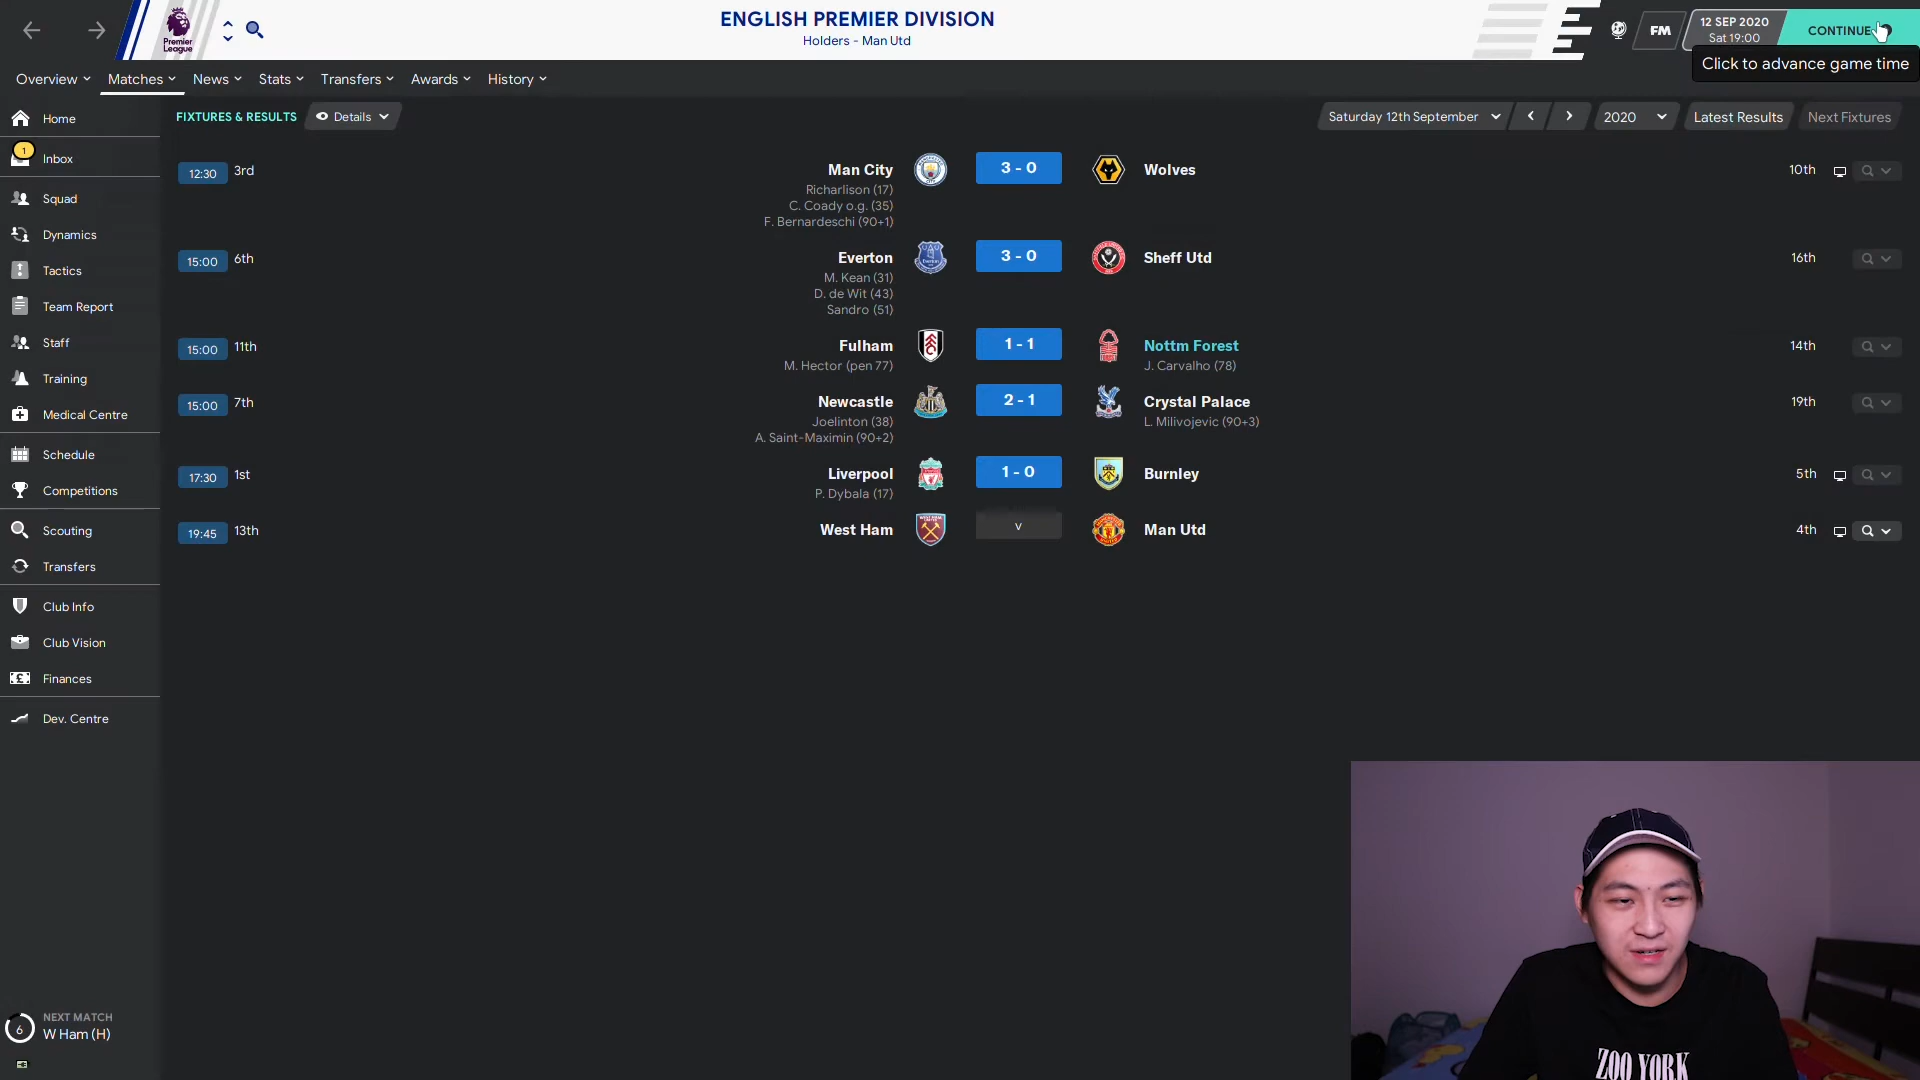 ENGLISH PREMIER DIVISION
Holders - Man Utd
Premier
League
FM
12 SEP 2020
Sat 19:00
CONTINUE
Click to advance game time
Overview
Matches
News
Stats
Transfers
Awards
History
Home
1
Inbox
Squad
Dynamics
Tactics
Team Report
Staff
Training
Medical Centre
Schedule
Competitions
Scouting
Transfers
Club Info
Club Vision
Finances
Dev. Centre
NEXT MATCH
6
W Ham (H)
FIXTURES & RESULTS
Details
Saturday 12th September
2020
Latest Results
Next Fixtures
12:30 3rd Man City 3 - 0 Wolves 10th
Richarlison (17)
C. Coady o.g. (35)
F. Bernardeschi (90+1)
15:00 6th Everton 3 - 0 Sheff Utd 16th
M. Kean (31)
D. de Wit (43)
Sandro (51)
15:00 11th Fulham 1 - 1 Nottm Forest 14th
M. Hector (pen 77) J. Carvalho (78)
15:00 7th Newcastle 2 - 1 Crystal Palace 19th
Joelinton (38) L. Milivojevic (90+3)
A. Saint-Maximin (90+2)
17:30 1st Liverpool 1 - 0 Burnley 5th
P. Dybala (17)
19:45 13th West Ham v Man Utd 4th
ZOO YORK